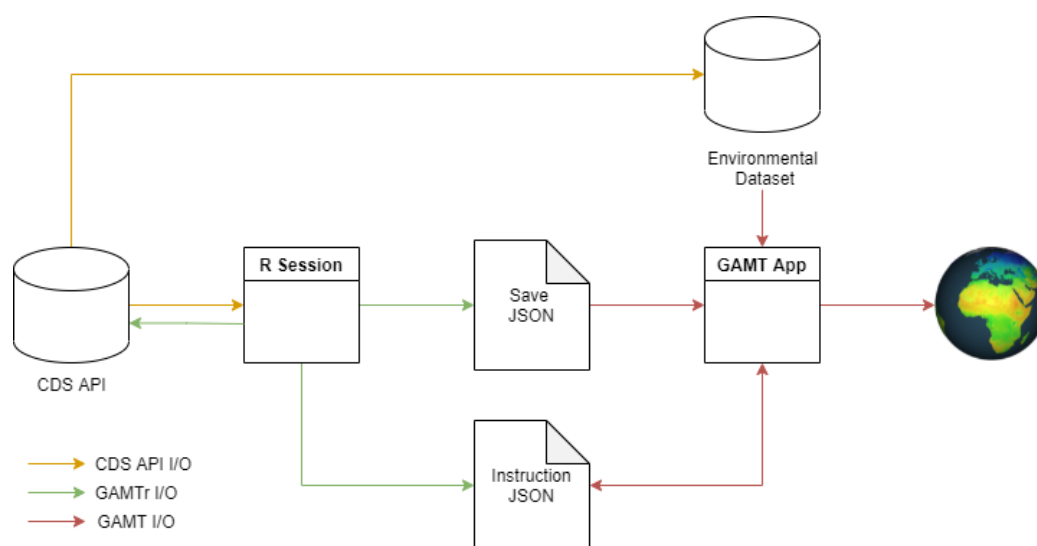 Environmental
Dataset
R Session
GAMT App
Save
JSON
CDS API
Instruction
JSON
CDS API I/O
GAMTr I/O
GAMT I/O